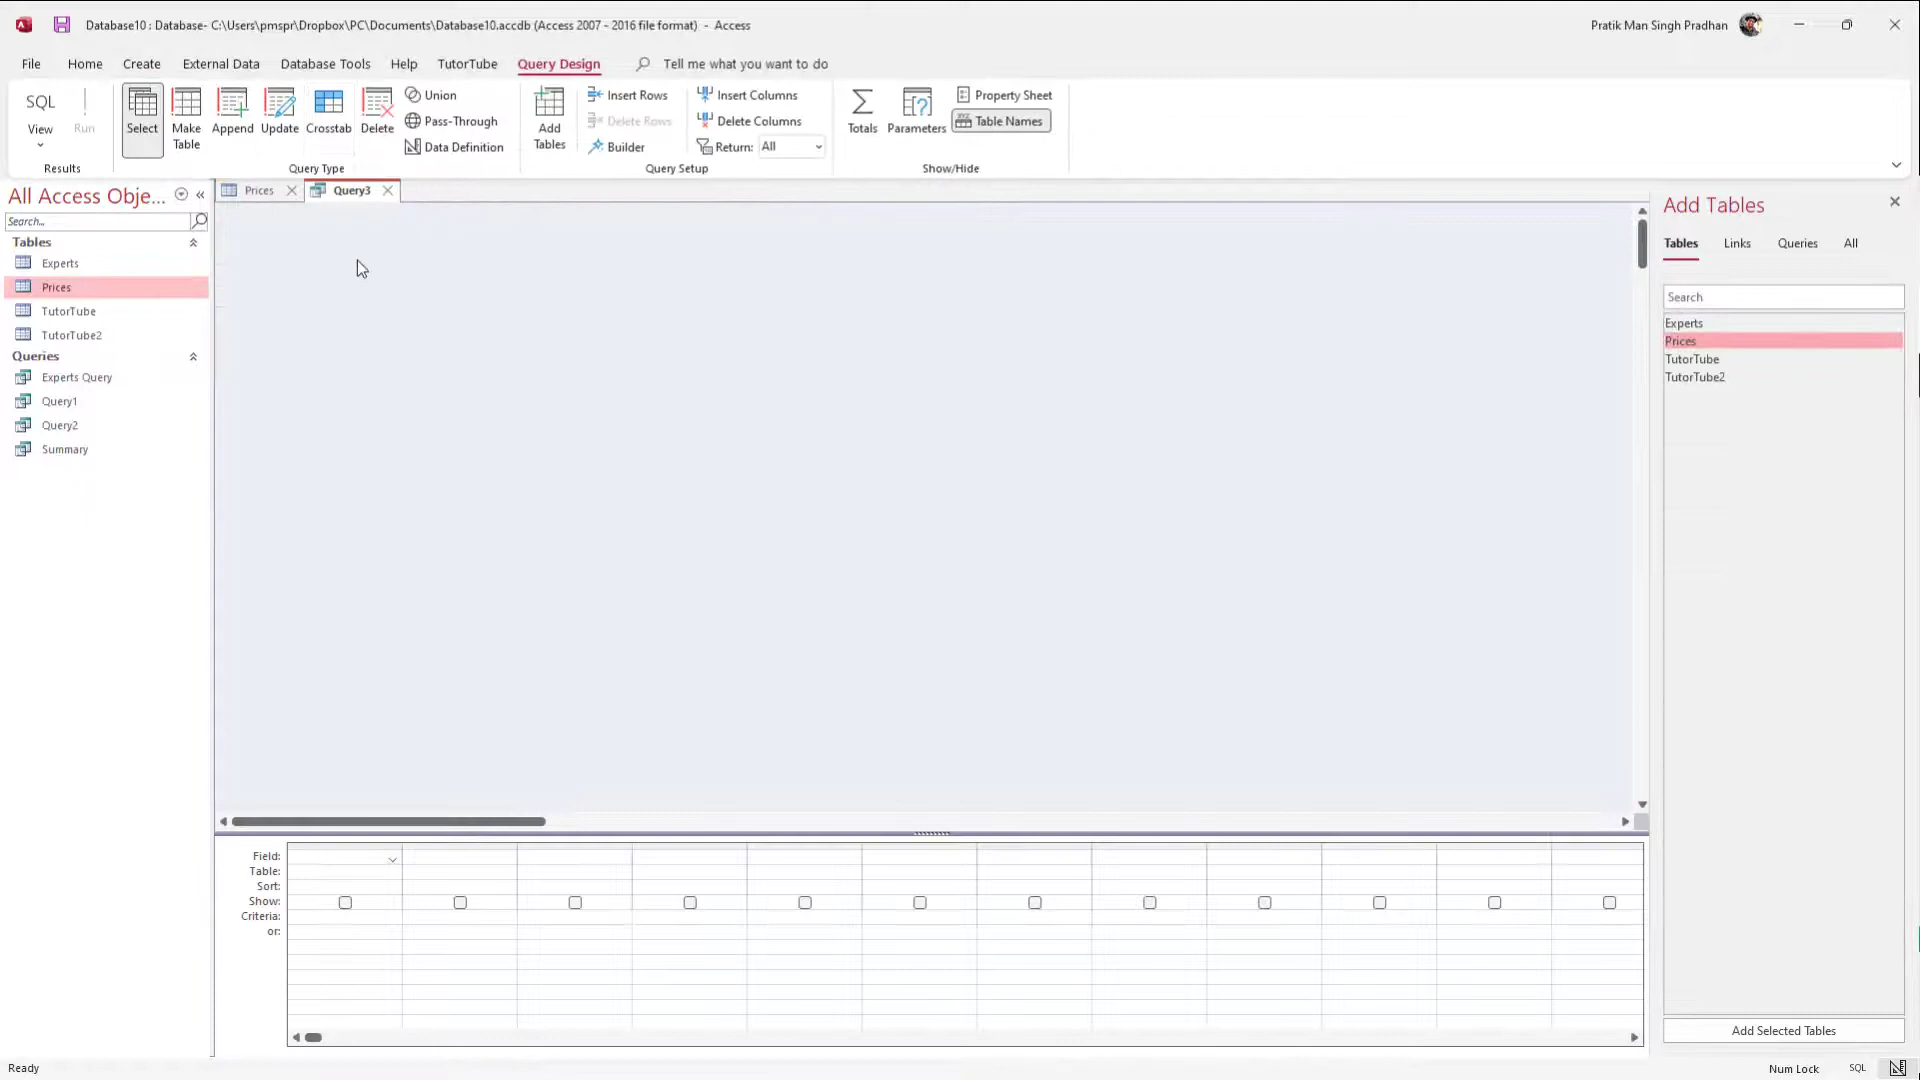 Database10 : Database- C:\Users\pmspr\Dropbox\PC\Documents\Database10.accdb (Access 2007 - 2016 file format) - Access
Pratik Man Singh Pradhan
File Home Create External Data Database Tools Help TutorTube Query Design Tell me what you want to do
SQL
View
Run
Results
Select
Make Table
Append
Update
Crosstab
Delete
Union
Pass-Through
Data Definition
Query Type
Add Tables
Insert Rows
Delete Rows
Builder
Insert Columns
Delete Columns
Return: All
Query Setup
Totals
Parameters
Property Sheet
Table Names
Show/Hide
All Access Obje...
Search...
Tables
Experts
Prices
TutorTube
TutorTube2
Queries
Experts Query
Query1
Query2
Summary
Prices
Query3
Field:
Table:
Sort:
Show:
Criteria:
or:
Add Tables
Tables Links Queries All
Search
Experts
Prices
TutorTube
TutorTube2
Add Selected Tables
Ready
Num Lock
SQL